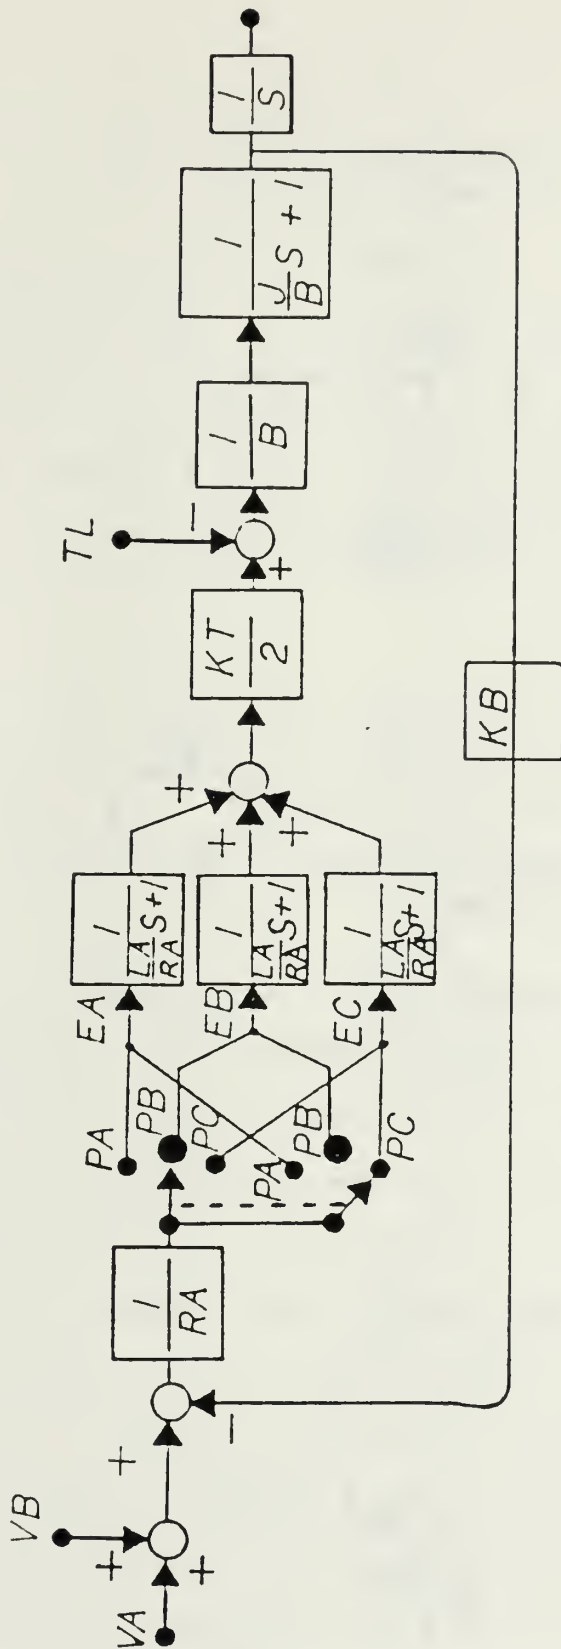 VA
+
+
VB
+
-
1
RA
PA
PB
PC
PA
PB
PC
EA
EB
EC
1
LA
RA S+1
1
LA
RA S+1
1
LA
RA S+1
+
+
+
KT
2
+
TL
-
1
B
1
J
B S + 1
1
S
KB